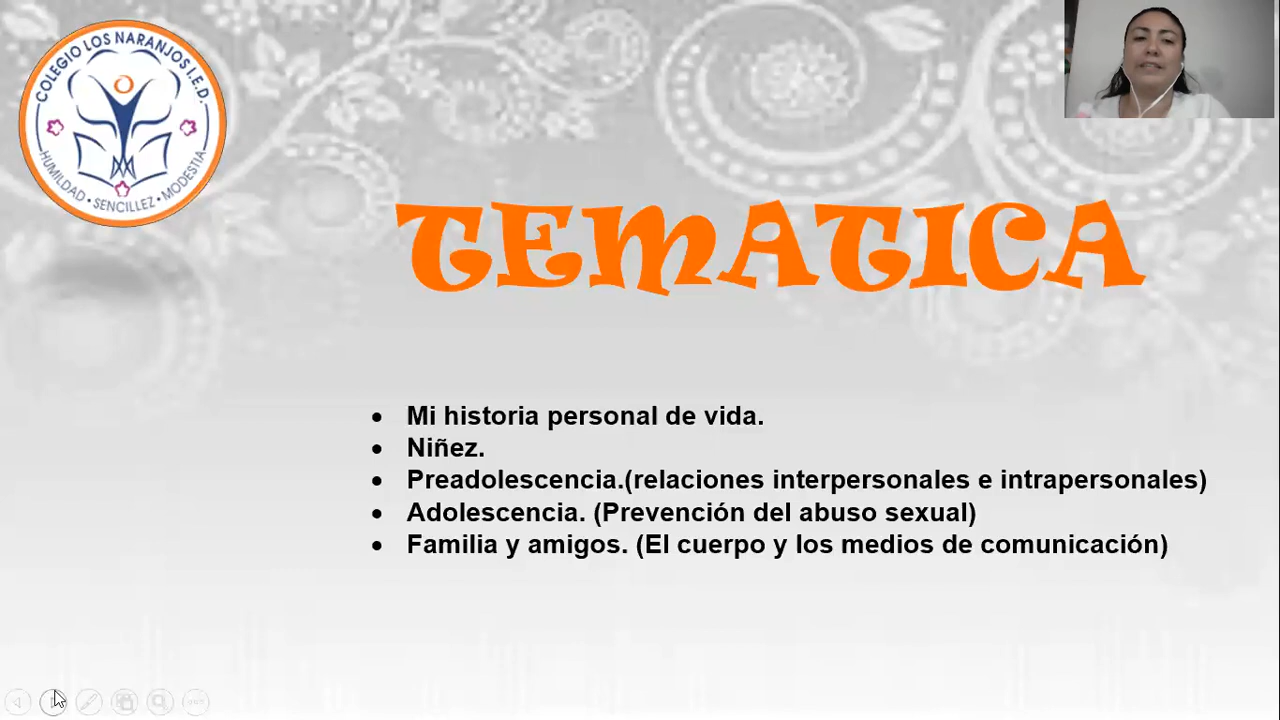 COLEGIO LOS NARANJOS I.E.D.
HUMILDAD • SENCILLEZ • MODESTIA
TEMATICA
• Mi historia personal de vida.
• Niñez.
• Preadolescencia.(relaciones interpersonales e intrapersonales)
• Adolescencia. (Prevención del abuso sexual)
• Familia y amigos. (El cuerpo y los medios de comunicación)